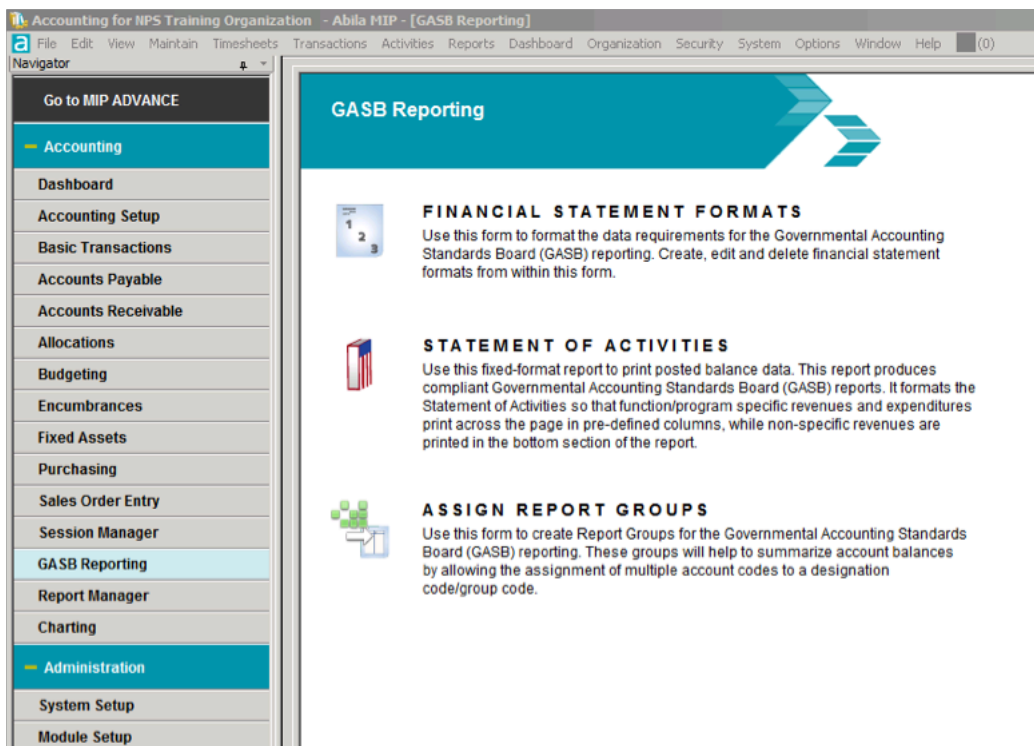 Accounting for NPS Training Organization - Abila MIP - [GASB Reporting]
a File Edit View Maintain Timesheets Transactions Activities Reports Dashboard Organization Security System Options Window Help (0)
Navigator
Go to MIP ADVANCE
Accounting
Dashboard
Accounting Setup
Basic Transactions
Accounts Payable
Accounts Receivable
Allocations
Budgeting
Encumbrances
Fixed Assets
Purchasing
Sales Order Entry
Session Manager
GASB Reporting
Report Manager
Charting
Administration
System Setup
Module Setup
GASB Reporting
1
2
3
FINANCIAL STATEMENT FORMATS
Use this form to format the data requirements for the Governmental Accounting
Standards Board (GASB) reporting. Create, edit and delete financial statement
formats from within this form.
STATEMENT OF ACTIVITIES
Use this fixed-format report to print posted balance data. This report produces
compliant Governmental Accounting Standards Board (GASB) reports. It formats the
Statement of Activities so that function/program specific revenues and expenditures
print across the page in pre-defined columns, while non-specific revenues are
printed in the bottom section of the report.
ASSIGN REPORT GROUPS
Use this form to create Report Groups for the Governmental Accounting Standards
Board (GASB) reporting. These groups will help to summarize account balances
by allowing the assignment of multiple account codes to a designation
code/group code.